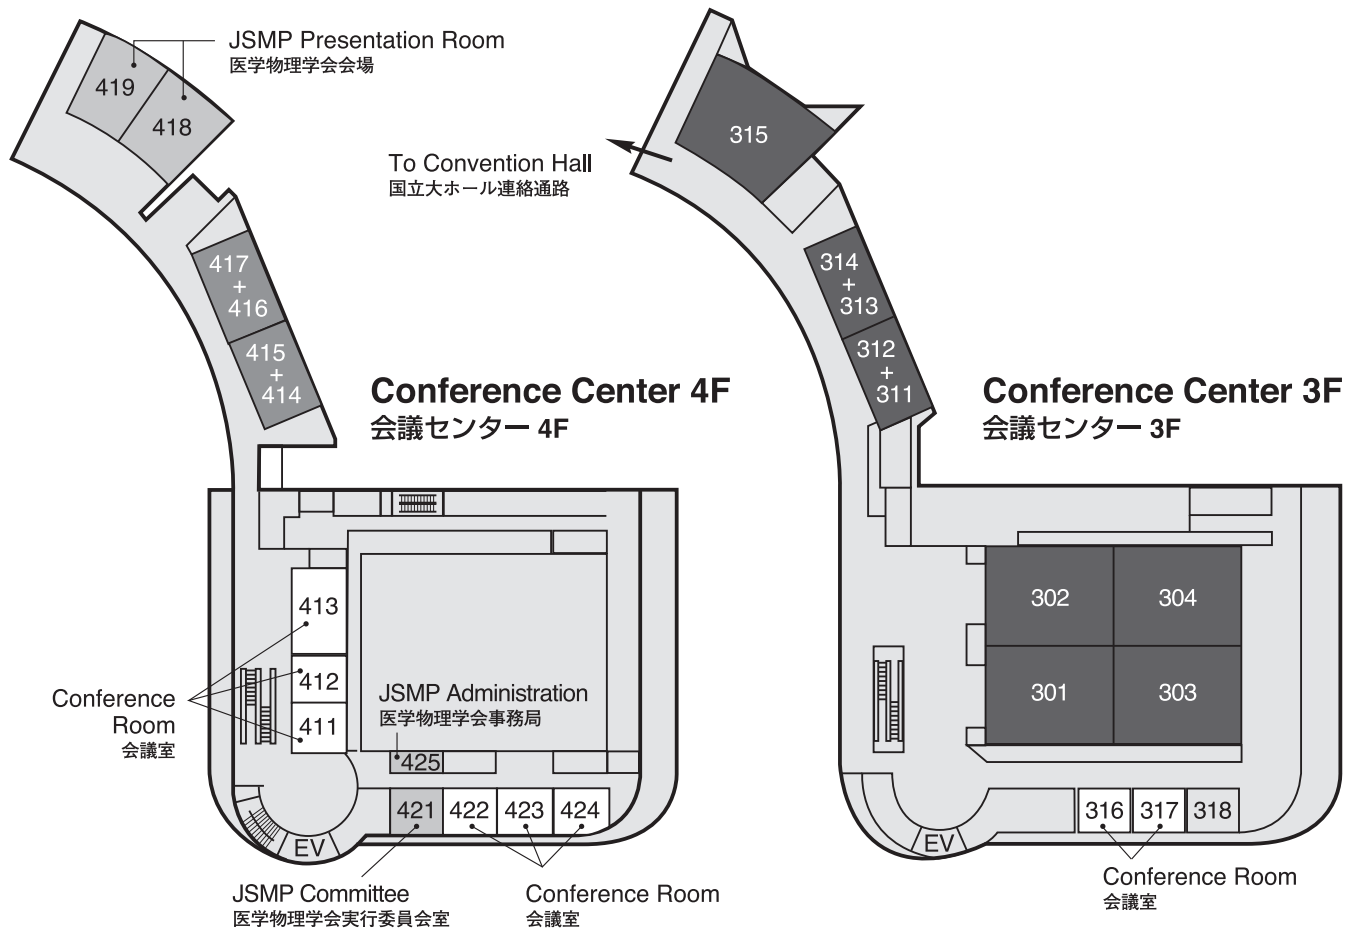 JSMP Presentation Room
医学物理学会会場
419
418
417
+
416
415
+
414
Conference Center 4F
会議センター 4F
413
412
411
Conference
Room
会議室
JSMP Administration
医学物理学会事務局
425
421
422
423
424
EV
JSMP Committee
医学物理学会実行委員会室
Conference Room
会議室
To Convention Hall
国立大ホール連絡通路
315
314
+
313
312
+
311
Conference Center 3F
会議センター 3F
302
304
301
303
316
317
318
EV
Conference Room
会議室